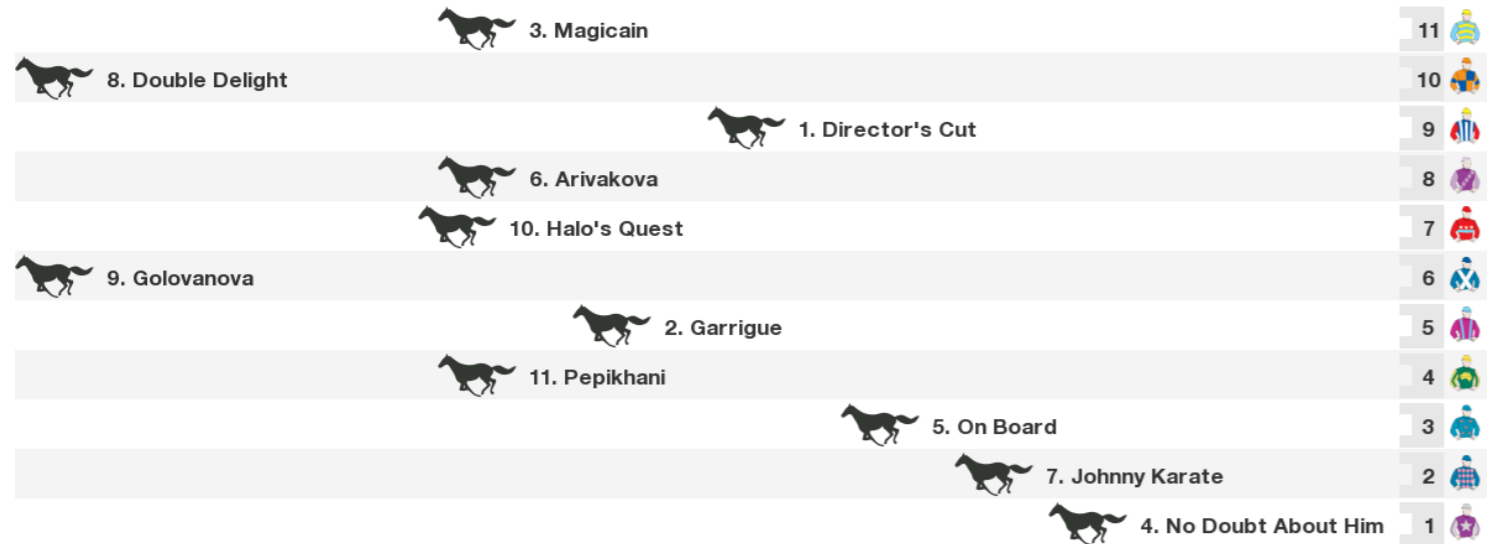 3. Magicain 11
8. Double Delight 10
1. Director's Cut 9
6. Arivakova 8
10. Halo's Quest 7
9. Golovanova 6
2. Garrigue 5
11. Pepikhani 4
5. On Board 3
7. Johnny Karate 2
4. No Doubt About Him 1